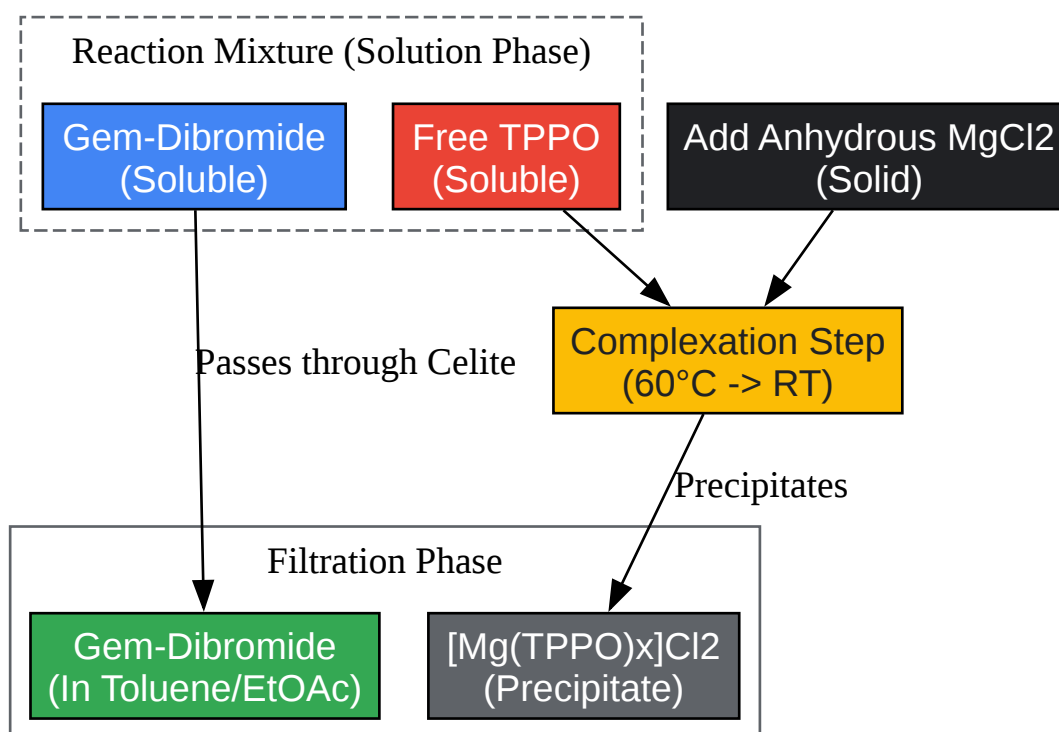 Reaction Mixture (Solution Phase)
Gem-Dibromide
(Soluble)
Free TPPO
(Soluble)
Add Anhydrous MgCl2
(Solid)
Complexation Step
(60°C -> RT)
Passes through Celite
Precipitates
Filtration Phase
Gem-Dibromide
(In Toluene/EtOAc)
[Mg(TPPO)x]Cl2
(Precipitate)